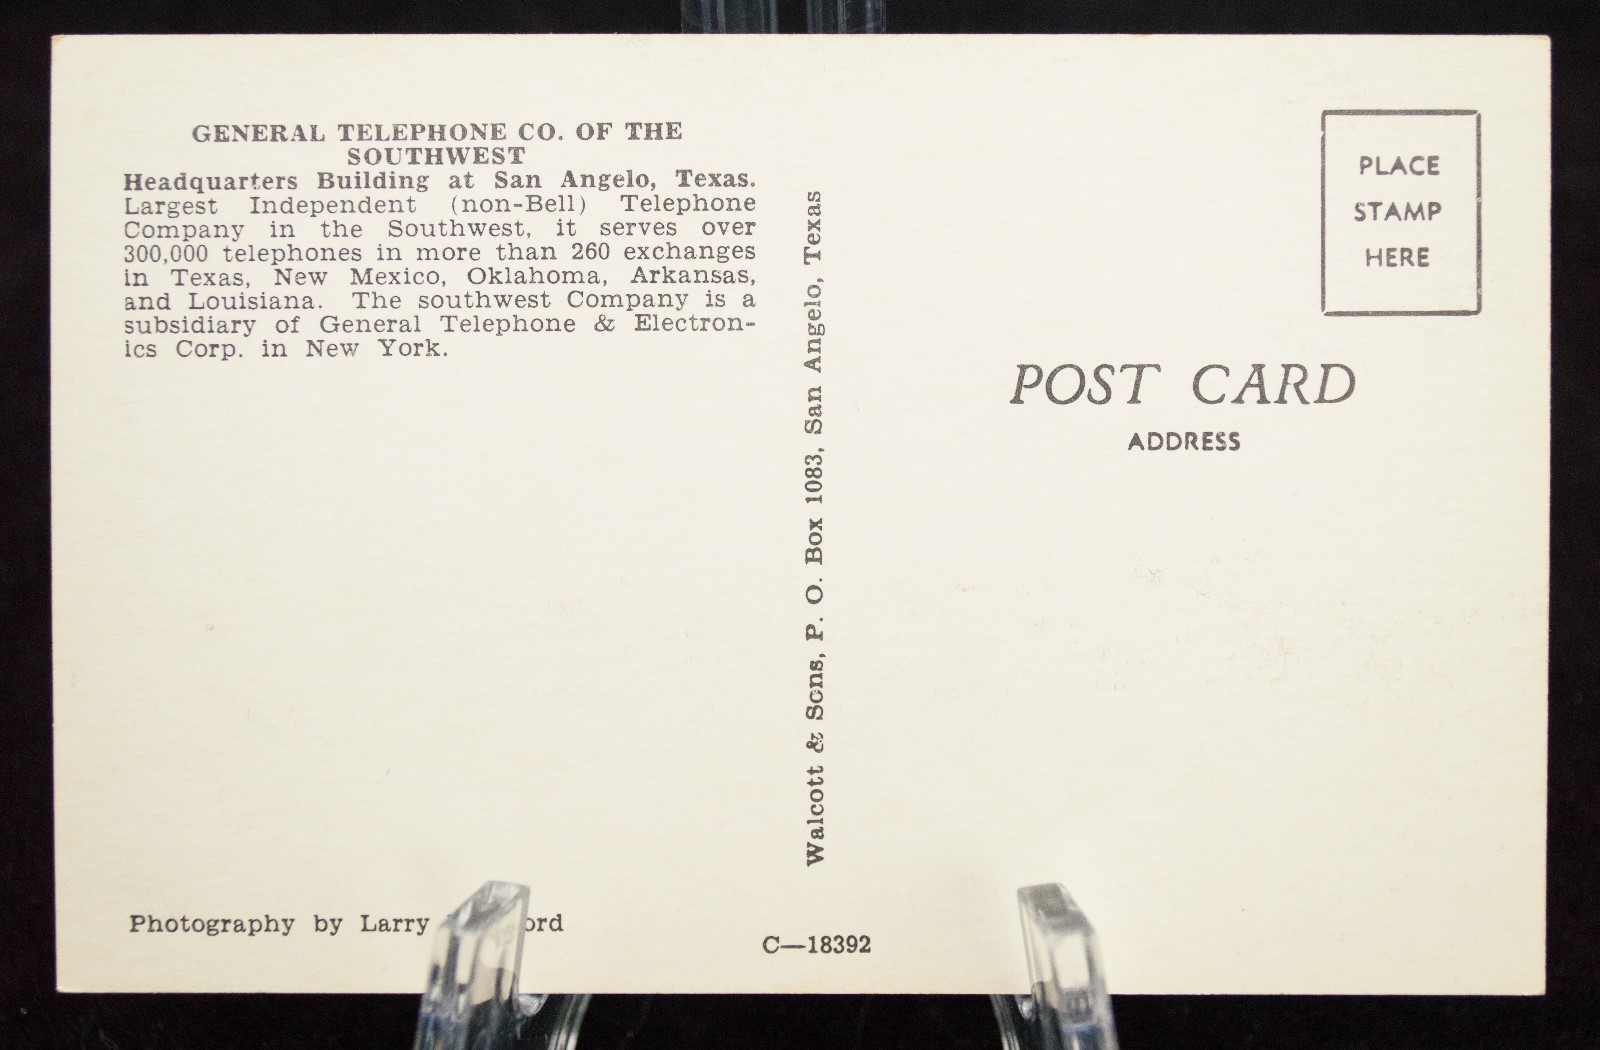 GENERAL TELEPHONE CO. OF THE
SOUTHWEST
Headquarters Building at San Angelo, Texas.
Largest Independent (non-Bell) Telephone
Company in the Southwest, it serves over
300,000 telephones in more than 260 exchanges
in Texas, New Mexico, Oklahoma, Arkansas,
and Louisiana. The southwest Company is a
subsidiary of General Telephone & Electron-
ics Corp. in New York.
Photography by Larry
Walcott & Sons, P. O. Box 1083, San Angelo, Texas
C—18392
PLACE
STAMP
HERE
POST CARD
ADDRESS